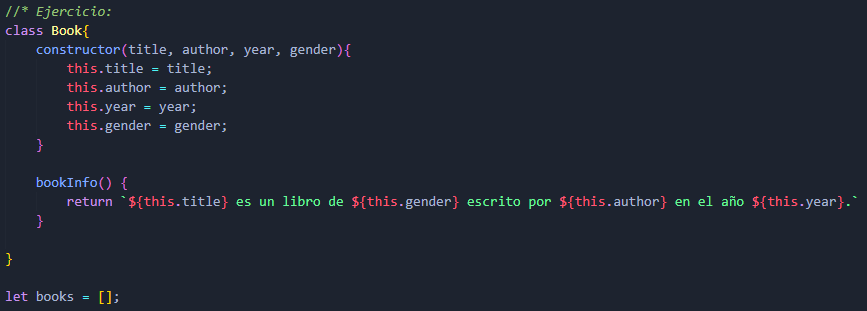 //* Ejercicio:
class Book{
    constructor(title, author, year, gender){
        this.title = title;
        this.author = author;
        this.year = year;
        this.gender = gender;
    }

    bookInfo() {
        return `${this.title} es un libro de ${this.gender} escrito por ${this.author} en el año ${this.year}.`
    }

}

let books = [];